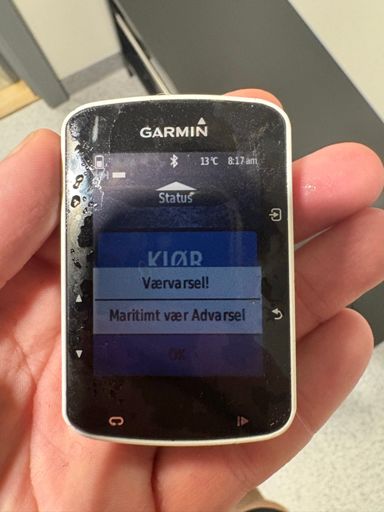 GARMIN
13°C 8:17 am
Status
KJØR
Værvarsel!
Maritimt vær Advarsel
OK